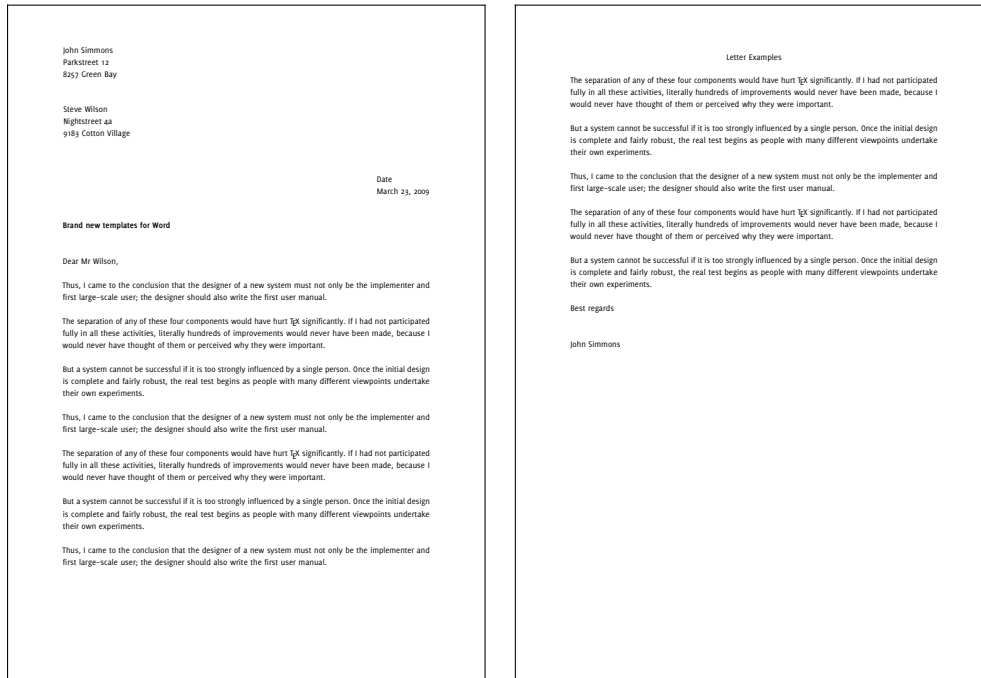 John Simmons
Parkstreet 12
8257 Green Bay
Steve Wilson
Nightstreet 4a
9183 Cotton Village
Date
March 23, 2009
Brand new templates for Word
Dear Mr Wilson,
Thus, I came to the conclusion that the designer of a new system must not only be the implementer and
first large-scale user; the designer should also write the first user manual.
The separation of any of these four components would have hurt TEX significantly. If I had not participated
fully in all these activities, literally hundreds of improvements would never have been made, because I
would never have thought of them or perceived why they were important.
But a system cannot be successful if it is too strongly influenced by a single person. Once the initial design
is complete and fairly robust, the real test begins as people with many different viewpoints undertake
their own experiments.
Thus, I came to the conclusion that the designer of a new system must not only be the implementer and
first large-scale user; the designer should also write the first user manual.
The separation of any of these four components would have hurt TEX significantly. If I had not participated
fully in all these activities, literally hundreds of improvements would never have been made, because I
would never have thought of them or perceived why they were important.
But a system cannot be successful if it is too strongly influenced by a single person. Once the initial design
is complete and fairly robust, the real test begins as people with many different viewpoints undertake
their own experiments.
Thus, I came to the conclusion that the designer of a new system must not only be the implementer and
first large-scale user; the designer should also write the first user manual.
Letter Examples
The separation of any of these four components would have hurt TEX significantly. If I had not participated
fully in all these activities, literally hundreds of improvements would never have been made, because I
would never have thought of them or perceived why they were important.
But a system cannot be successful if it is too strongly influenced by a single person. Once the initial design
is complete and fairly robust, the real test begins as people with many different viewpoints undertake
their own experiments.
Thus, I came to the conclusion that the designer of a new system must not only be the implementer and
first large-scale user; the designer should also write the first user manual.
The separation of any of these four components would have hurt TEX significantly. If I had not participated
fully in all these activities, literally hundreds of improvements would never have been made, because I
would never have thought of them or perceived why they were important.
But a system cannot be successful if it is too strongly influenced by a single person. Once the initial design
is complete and fairly robust, the real test begins as people with many different viewpoints undertake
their own experiments.
Best regards
John Simmons